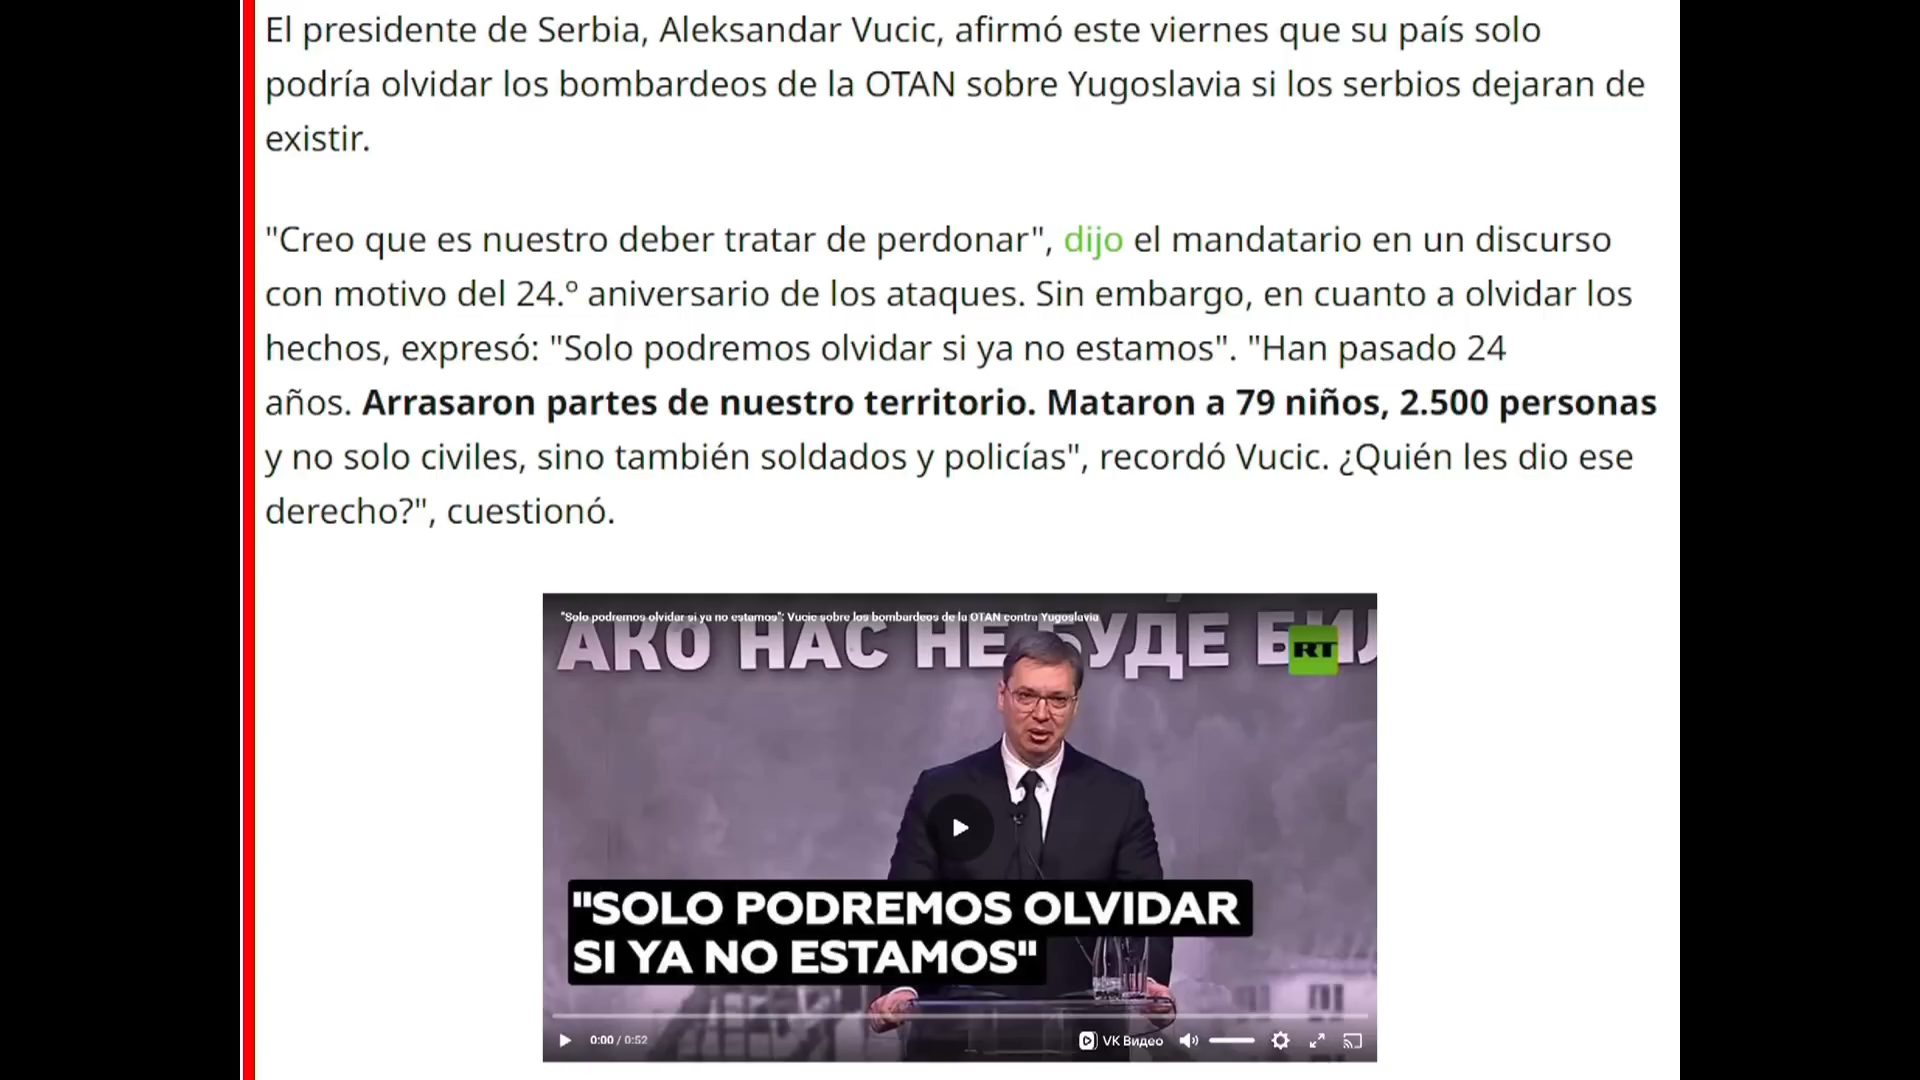 El presidente de Serbia, Aleksandar Vucic, afirmó este viernes que su país solo
podría olvidar los bombardeos de la OTAN sobre Yugoslavia si los serbios dejaran de
existir.
"Creo que es nuestro deber tratar de perdonar", dijo el mandatario en un discurso
con motivo del 24.º aniversario de los ataques. Sin embargo, en cuanto a olvidar los
hechos, expresó: "Solo podremos olvidar si ya no estamos". "Han pasado 24
años. Arrasaron partes de nuestro territorio. Mataron a 79 niños, 2.500 personas
y no solo civiles, sino también soldados y policías", recordó Vucic. ¿Quién les dio ese
derecho?", cuestionó.
"Solo podremos olvidar si ya no estamos": Vucic sobre los bombardeos de la OTAN contra Yugoslavia
АКО НАС НЕ БУДЕ
RT
"SOLO PODREMOS OLVIDAR
SI YA NO ESTAMOS"
0:00 / 0:52
VK Видео